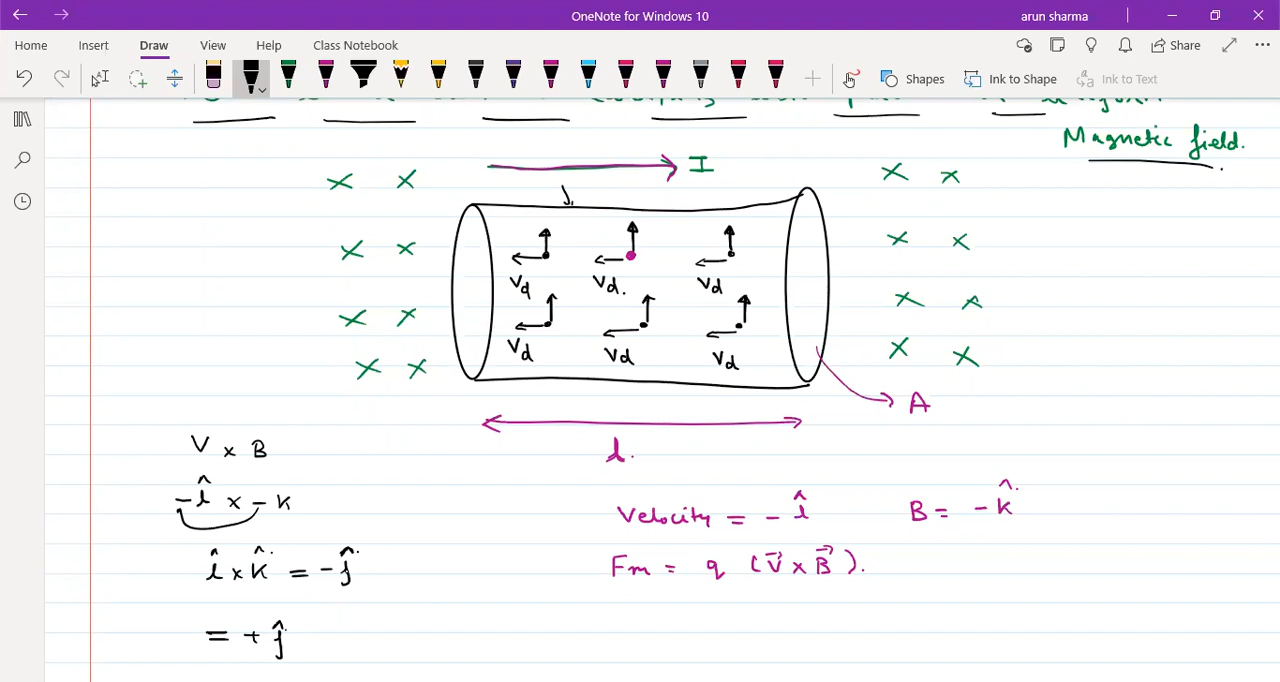 OneNote for Windows 10
arun sharma
Home Insert Draw View Help Class Notebook
Share
Shapes Ink to Shape Ink to Text
Magnetic field.
I
Vd Vd. Vd
Vd Vd Vd
A
l.
V x B
-î x -k
î x k̂ = -ĵ
= +ĵ
Velocity = -î B = -k̂
Fm = q (V⃗ x B⃗).